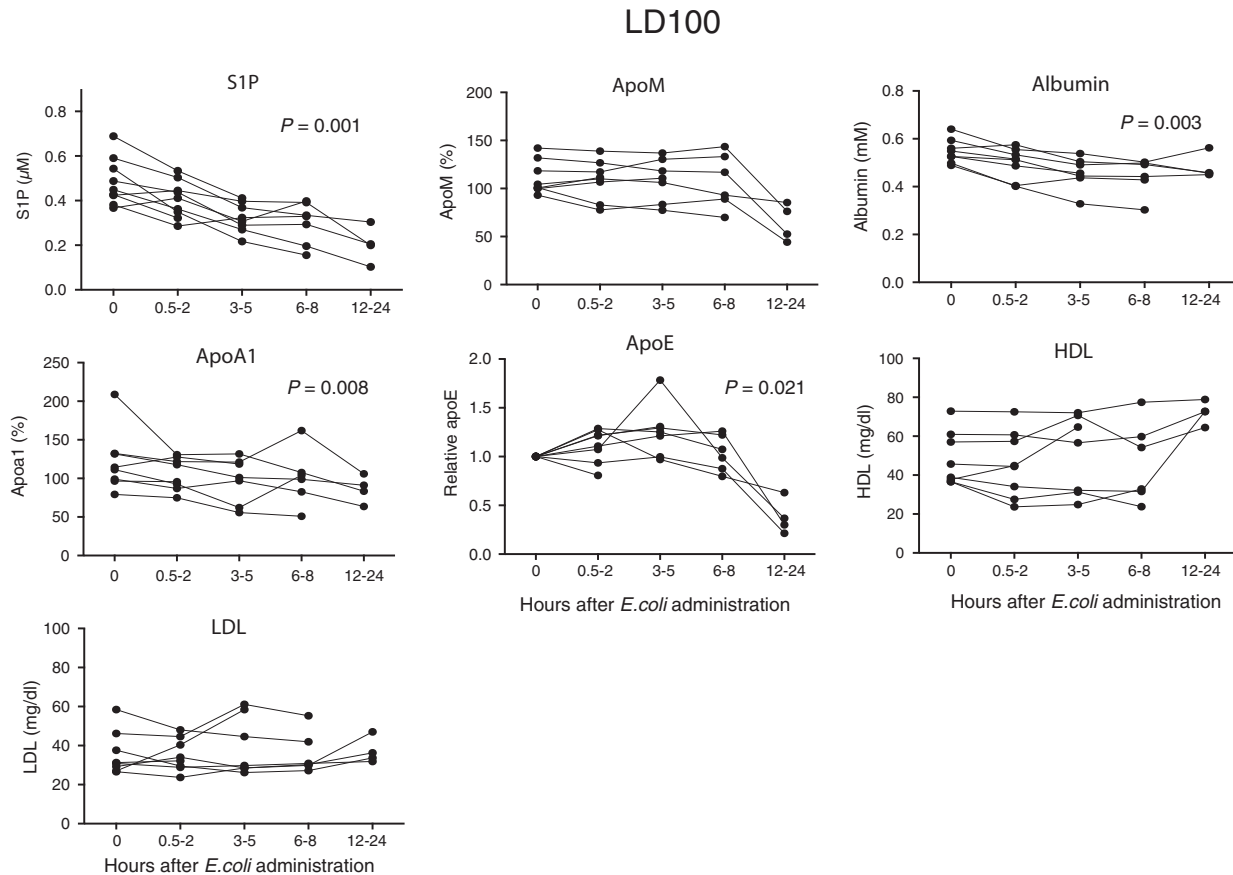 LD100
S1P
P = 0.001
S1P (µM)
0.8
0.6
0.4
0.2
0.0
0 0.5-2 3-5 6-8 12-24
ApoM
ApoM (%)
200
150
100
50
0
0 0.5-2 3-5 6-8 12-24
Albumin
P = 0.003
Albumin (mM)
0.8
0.6
0.4
0.2
0.0
0 0.5-2 3-5 6-8 12-24
ApoA1
P = 0.008
Apoa1 (%)
250
200
150
100
50
0
0 0.5-2 3-5 6-8 12-24
ApoE
P = 0.021
Relative apoE
2.0
1.5
1.0
0.5
0.0
0 0.5-2 3-5 6-8 12-24
Hours after E.coli administration
HDL
HDL (mg/dl)
100
80
60
40
20
0
0 0.5-2 3-5 6-8 12-24
Hours after E.coli administration
LDL
LDL (mg/dl)
100
80
60
40
20
0
0 0.5-2 3-5 6-8 12-24
Hours after E.coli administration